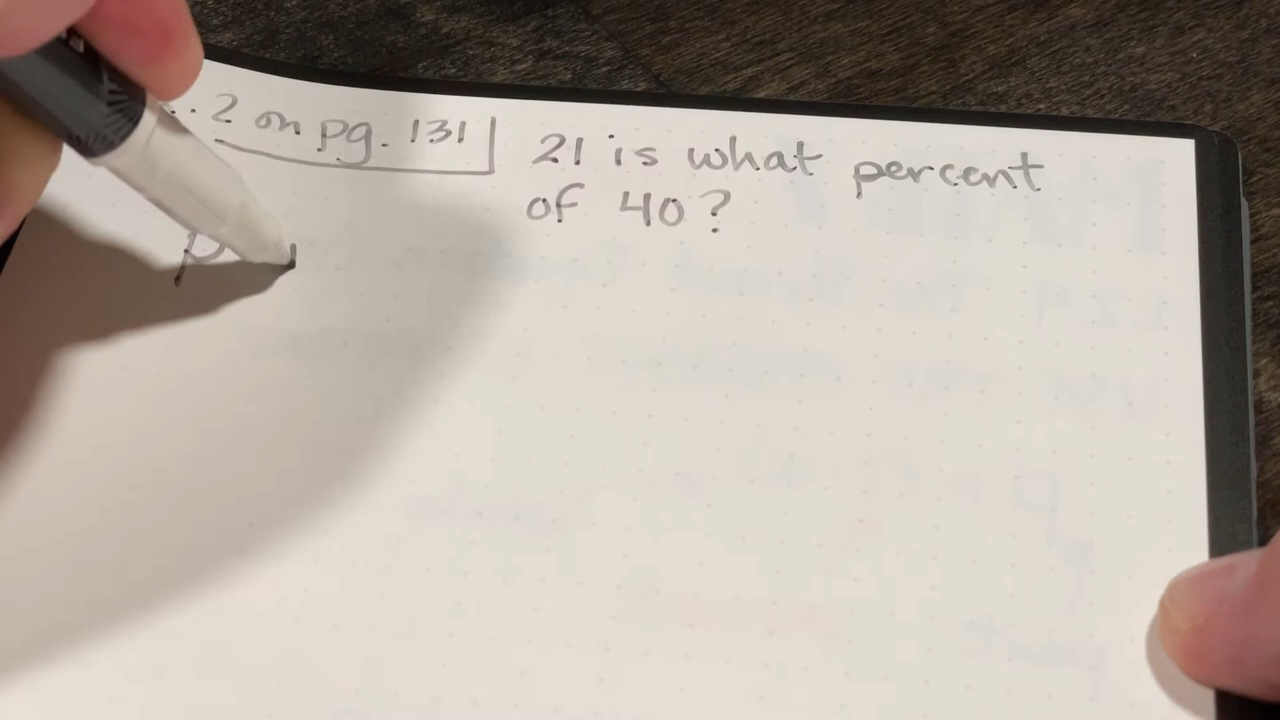 ..2 on pg. 131
21 is what percent
of 40?
P